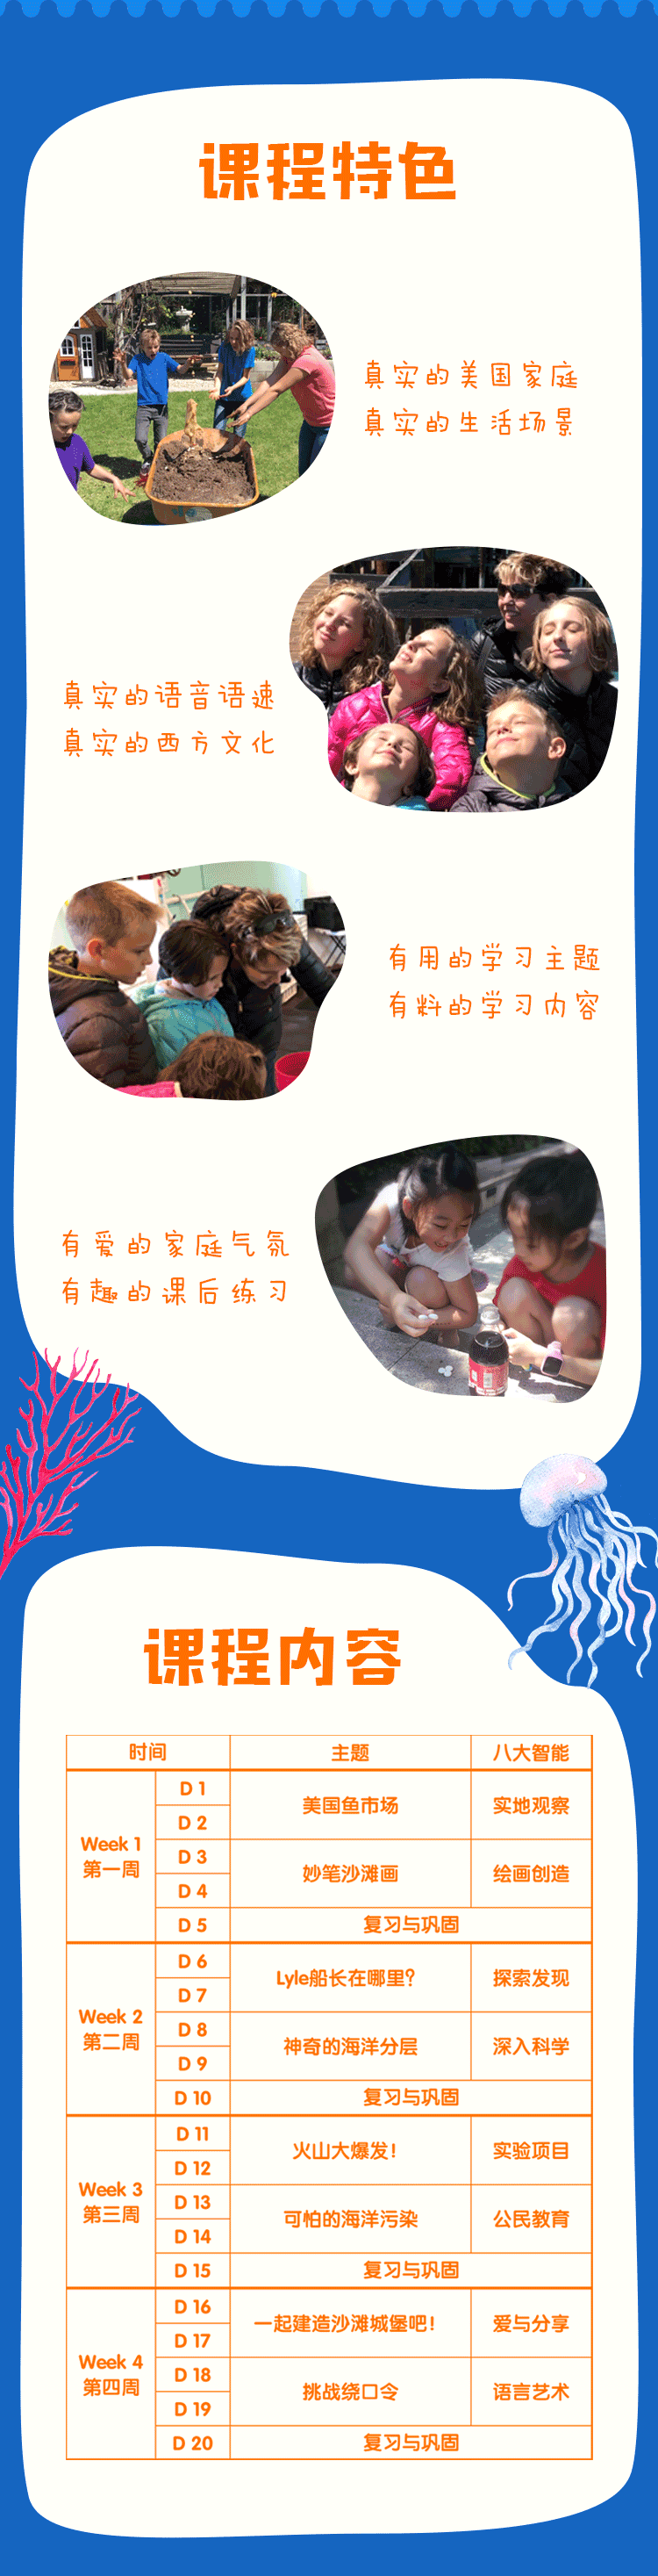 课程特色
真实的美国家庭
真实的生活场景
真实的语音语速
真实的西方文化
有用的学习主题
有料的学习内容
有爱的家庭气氛
有趣的课后练习
课程内容
时间 主题 八大智能
Week 1 第一周
D 1
D 2
美国鱼市场 实地观察
D 3
D 4
妙笔沙滩画 绘画创造
D 5 复习与巩固
Week 2 第二周
D 6
D 7
Lyle船长在哪里? 探索发现
D 8
D 9
神奇的海洋分层 深入科学
D 10 复习与巩固
Week 3 第三周
D 11
D 12
火山大爆发! 实验项目
D 13
D 14
可怕的海洋污染 公民教育
D 15 复习与巩固
Week 4 第四周
D 16
D 17
一起建造沙滩城堡吧! 爱与分享
D 18
D 19
挑战绕口令 语言艺术
D 20 复习与巩固